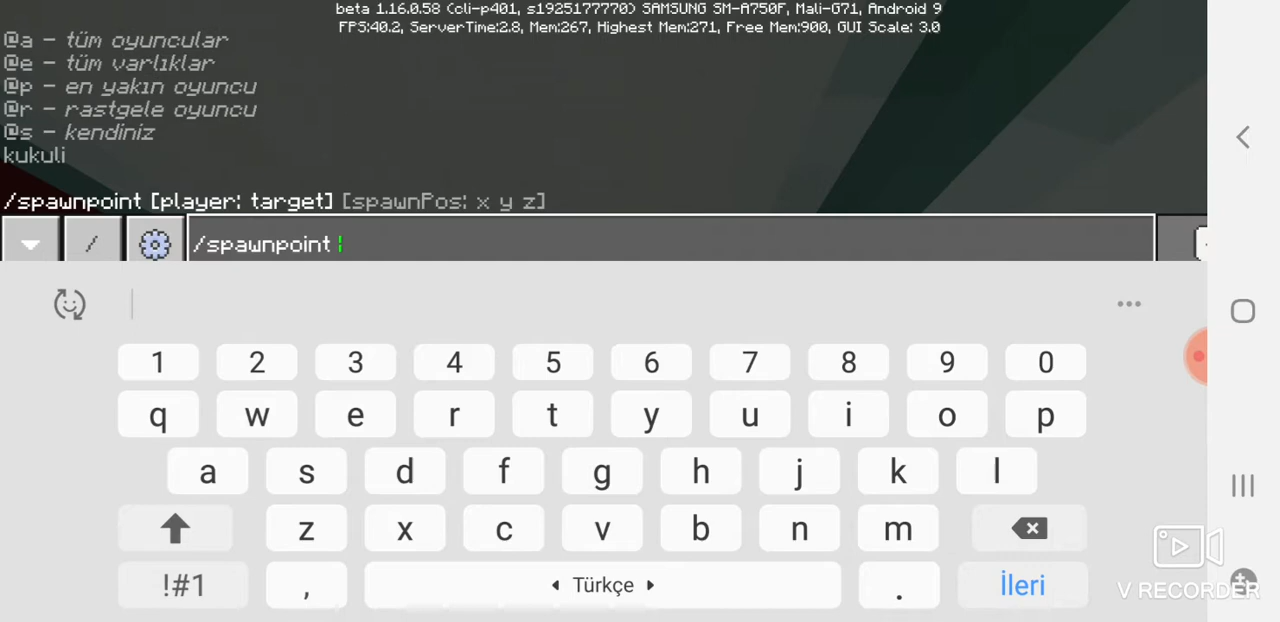 beta 1.16.0.58 (cli-p401, s1925177770) SAMSUNG SM-A750F, Mali-G71, Android 9
FPS:40.2, ServerTime:2.8, Mem:267, Highest Mem:271, Free Mem:900, GUI Scale: 3.0
@a - tüm oyuncular
@e - tüm varlıklar
@p - en yakın oyuncu
@r - rastgele oyuncu
@s - kendiniz
kukuli
/spawnpoint [player: target] [spawnPos: x y z]
/ /spawnpoint
1 2 3 4 5 6 7 8 9 0
q w e r t y u i o p
a s d f g h j k l
z x c v b n m
!#1 , Türkçe . İleri
V RECORDER